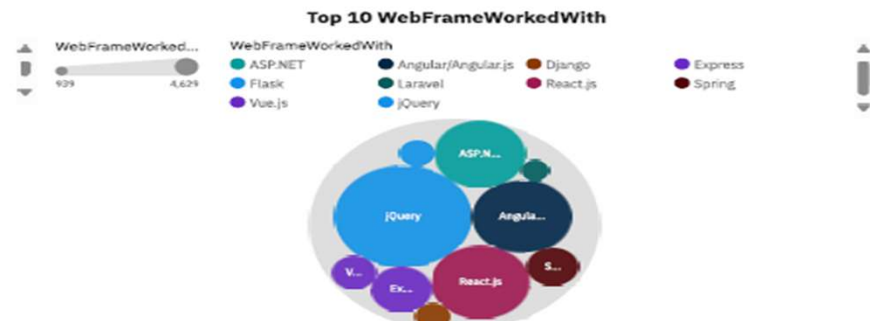 Top 10 WebFrameWorkedWith
WebFrameWorked...
939 4,629
WebFrameWorkedWith
ASP.NET Angular/Angular.js Django Express
Flask Laravel React.js Spring
Vue.js jQuery
ASP.N...
jQuery Angula...
V... Ex... React.js S...